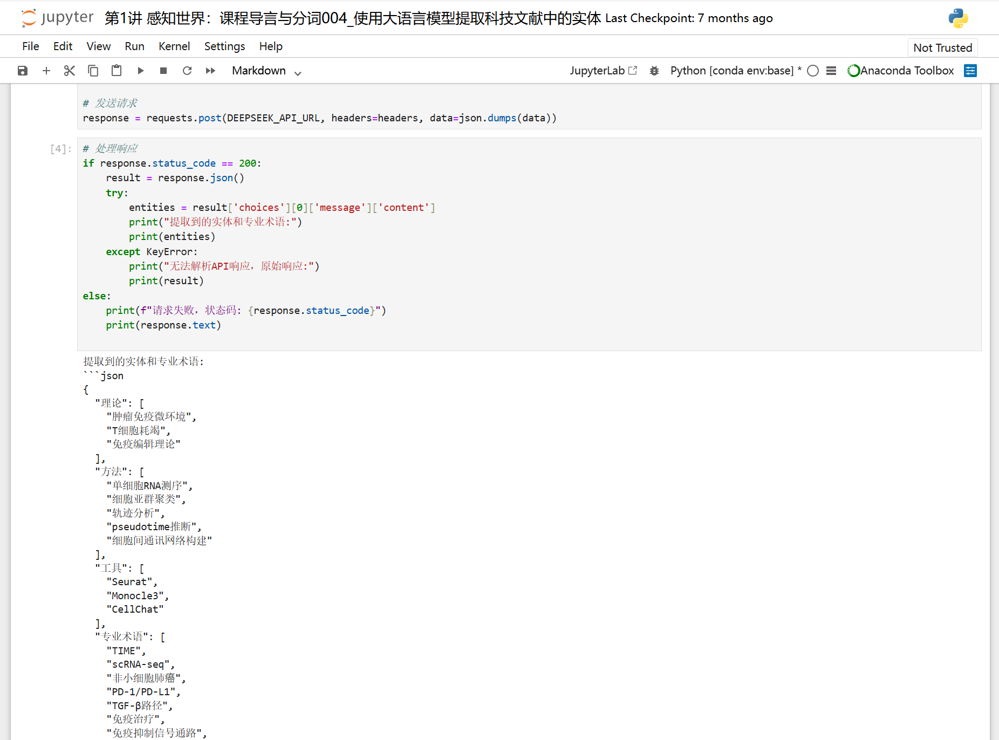 jupyter 第1讲 感知世界：课程导言与分词004_使用大语言模型提取科技文献中的实体 Last Checkpoint: 7 months ago
File Edit View Run Kernel Settings Help Not Trusted
Markdown JupyterLab Python [conda env:base] * Anaconda Toolbox
# 发送请求
response = requests.post(DEEPSEEK_API_URL, headers=headers, data=json.dumps(data))
[4]: # 处理响应
if response.status_code == 200:
    result = response.json()
    try:
        entities = result['choices'][0]['message']['content']
        print("提取到的实体和专业术语:")
        print(entities)
    except KeyError:
        print("无法解析API响应，原始响应:")
        print(result)
else:
    print(f"请求失败，状态码: {response.status_code}")
    print(response.text)
提取到的实体和专业术语:
```json
{
  "理论": [
    "肿瘤免疫微环境",
    "T细胞耗竭",
    "免疫编辑理论"
  ],
  "方法": [
    "单细胞RNA测序",
    "细胞亚群聚类",
    "轨迹分析",
    "pseudotime推断",
    "细胞间通讯网络构建"
  ],
  "工具": [
    "Seurat",
    "Monocle3",
    "CellChat"
  ],
  "专业术语": [
    "TIME",
    "scRNA-seq",
    "非小细胞肺癌",
    "PD-1/PD-L1",
    "TGF-β路径",
    "免疫治疗",
    "免疫抑制信号通路",